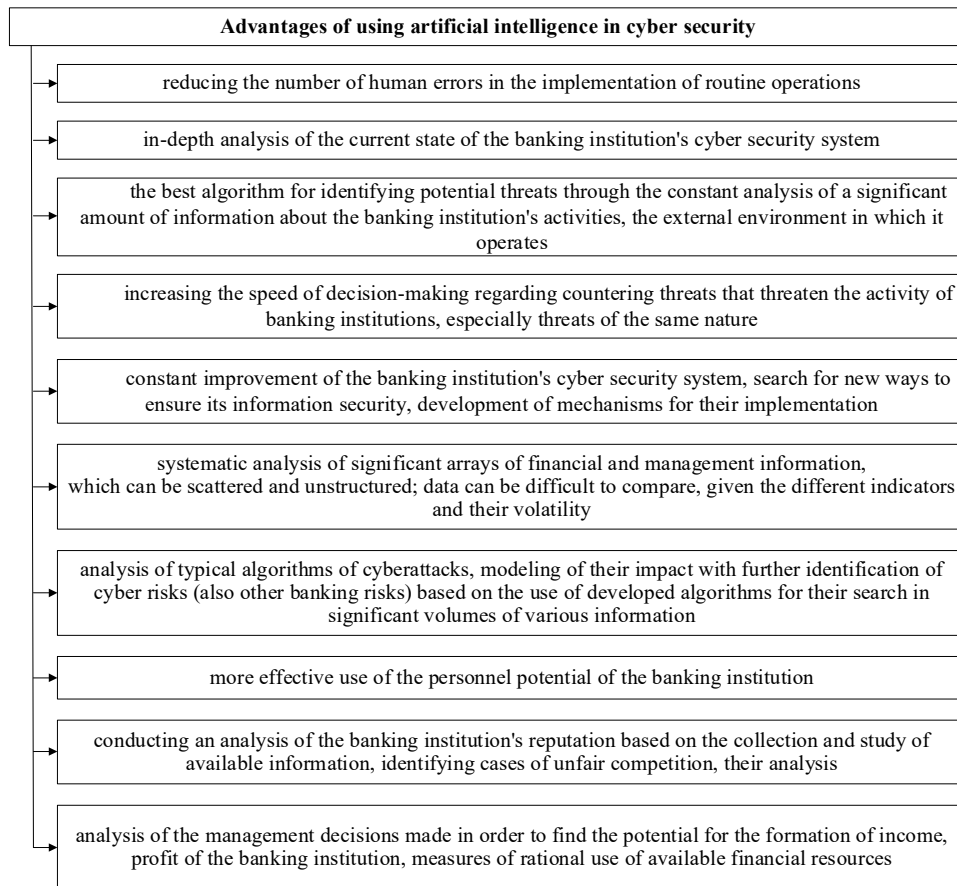 Advantages of using artificial intelligence in cyber security
reducing the number of human errors in the implementation of routine operations
in-depth analysis of the current state of the banking institution's cyber security system
the best algorithm for identifying potential threats through the constant analysis of a significant
amount of information about the banking institution's activities, the external environment in which it
operates
increasing the speed of decision-making regarding countering threats that threaten the activity of
banking institutions, especially threats of the same nature
constant improvement of the banking institution's cyber security system, search for new ways to
ensure its information security, development of mechanisms for their implementation
systematic analysis of significant arrays of financial and management information,
which can be scattered and unstructured; data can be difficult to compare, given the different indicators
and their volatility
analysis of typical algorithms of cyberattacks, modeling of their impact with further identification of
cyber risks (also other banking risks) based on the use of developed algorithms for their search in
significant volumes of various information
more effective use of the personnel potential of the banking institution
conducting an analysis of the banking institution's reputation based on the collection and study of
available information, identifying cases of unfair competition, their analysis
analysis of the management decisions made in order to find the potential for the formation of income,
profit of the banking institution, measures of rational use of available financial resources